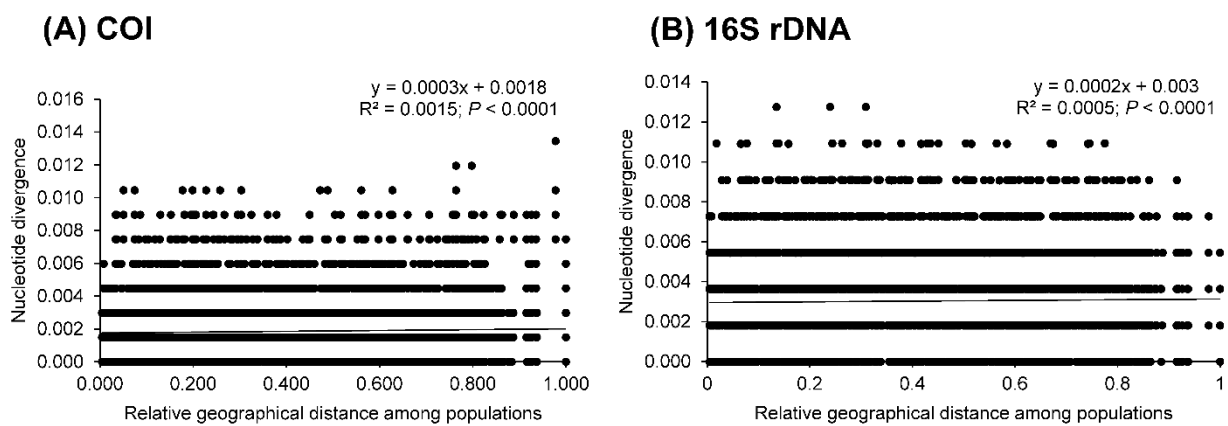 (A) COI
y = 0.0003x + 0.0018
R² = 0.0015; P < 0.0001
0.016
0.014
0.012
0.010
0.008
0.006
0.004
0.002
0.000
Nucleotide divergence
0.000 0.200 0.400 0.600 0.800 1.000
Relative geographical distance among populations
(B) 16S rDNA
y = 0.0002x + 0.003
R² = 0.0005; P < 0.0001
0.014
0.012
0.010
0.008
0.006
0.004
0.002
0.000
Nucleotide divergence
0 0.2 0.4 0.6 0.8 1
Relative geographical distance among populations